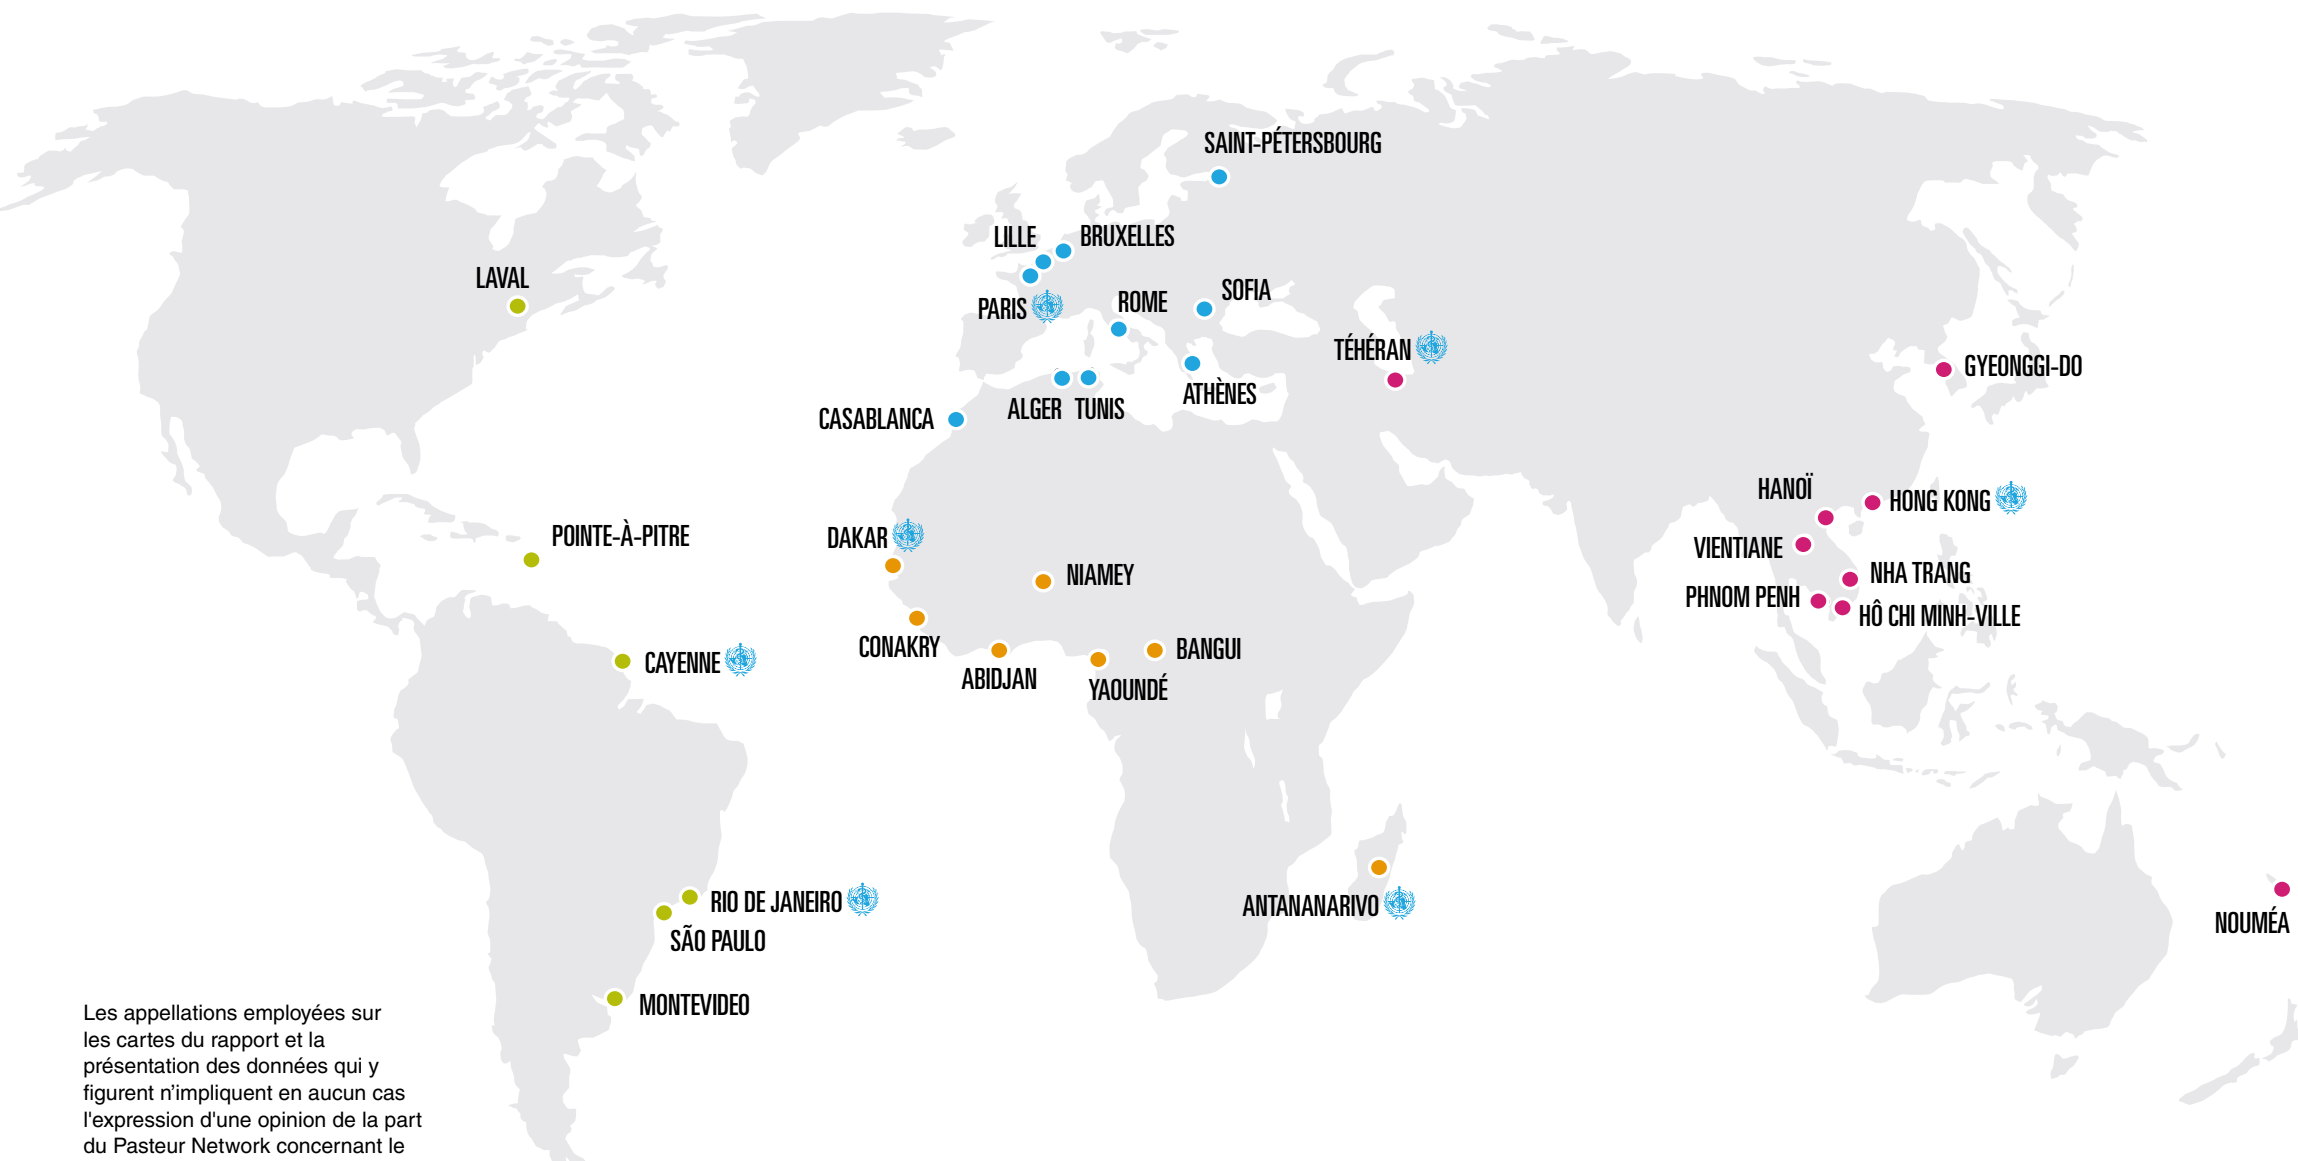 SAINT-PÉTERSBOURG
LILLE
BRUXELLES
LAVAL
PARIS
ROME
SOFIA
TÉHÉRAN
GYEONGGI-DO
ATHÈNES
CASABLANCA
ALGER
TUNIS
HANOÏ
HONG KONG
POINTE-À-PITRE
DAKAR
VIENTIANE
NIAMEY
NHA TRANG
PHNOM PENH
HÔ CHI MINH-VILLE
CONAKRY
BANGUI
CAYENNE
ABIDJAN
YAOUNDÉ
RIO DE JANEIRO
ANTANANARIVO
NOUMÉA
SÃO PAULO
MONTEVIDEO
Les appellations employées sur
les cartes du rapport et la
présentation des données qui y
figurent n’impliquent en aucun cas
l'expression d'une opinion de la part
du Pasteur Network concernant le